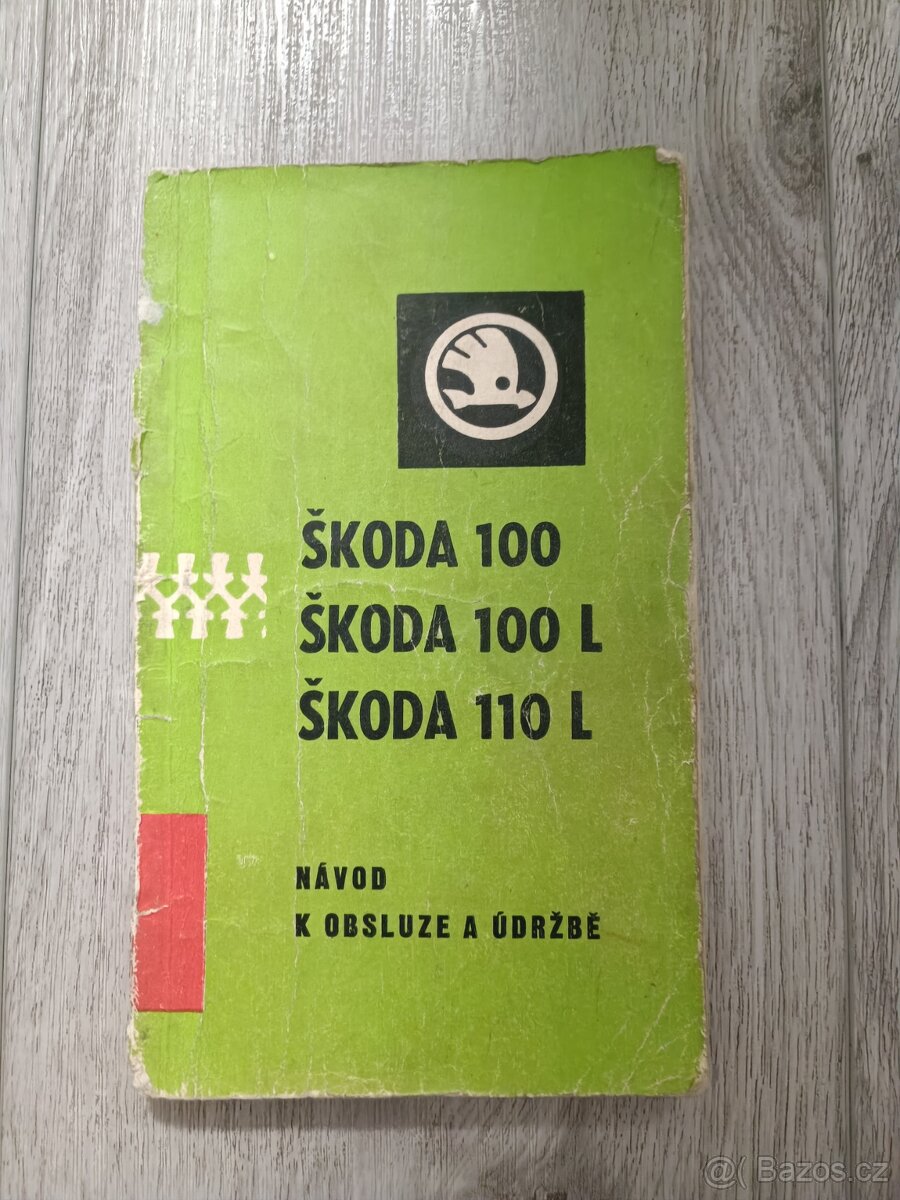 ŠKODA 100
ŠKODA 100 L
ŠKODA 110 L
NÁVOD
K OBSLUZE A ÚDRŽBĚ
@( Bazos.cz